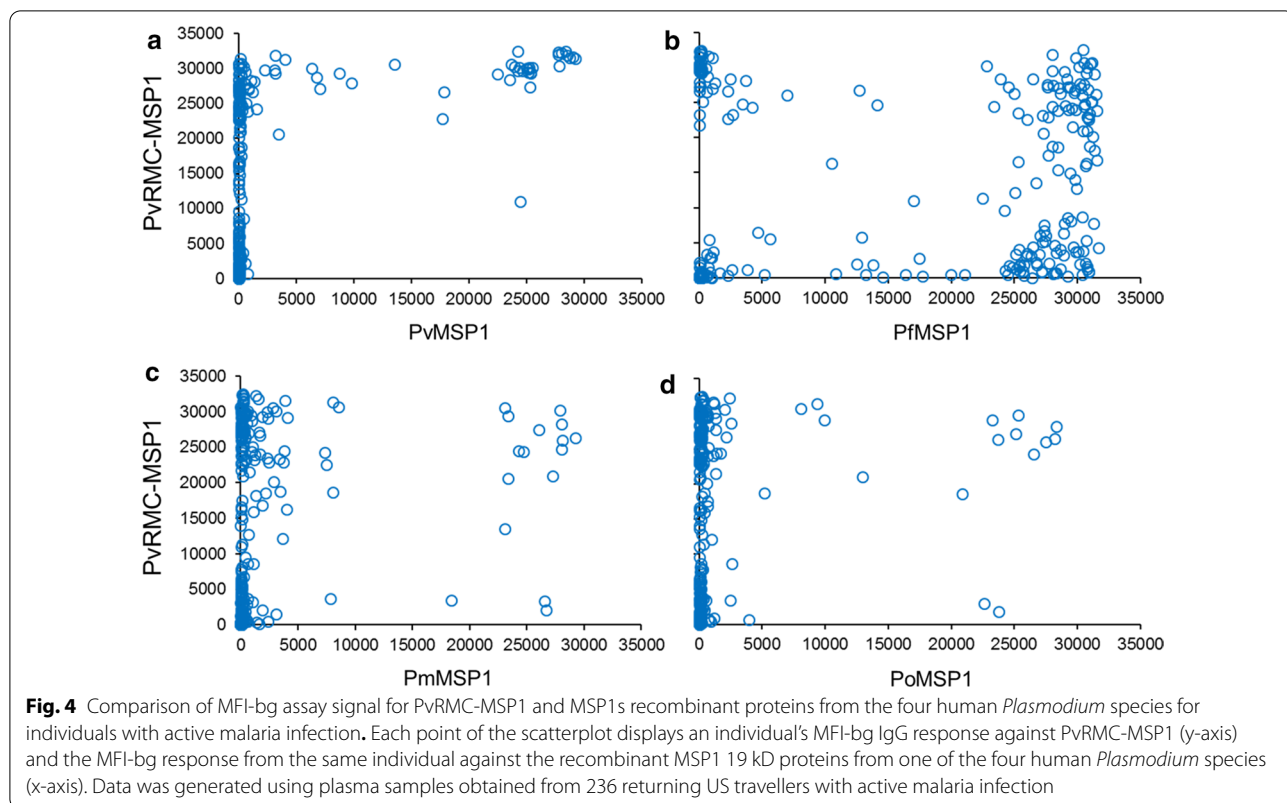 a
b
35000
30000
25000
20000
15000
10000
5000
0
PvRMC-MSP1
0 5000 10000 15000 20000 25000 30000 35000
PvMSP1
0 5000 10000 15000 20000 25000 30000 35000
PfMSP1
c
d
35000
30000
25000
20000
15000
10000
5000
0
PvRMC-MSP1
0 5000 10000 15000 20000 25000 30000 35000
PmMSP1
0 5000 10000 15000 20000 25000 30000 35000
PoMSP1
Fig. 4 Comparison of MFI-bg assay signal for PvRMC-MSP1 and MSP1s recombinant proteins from the four human Plasmodium species for
individuals with active malaria infection. Each point of the scatterplot displays an individual's MFI-bg IgG response against PvRMC-MSP1 (y-axis)
and the MFI-bg response from the same individual against the recombinant MSP1 19 kD proteins from one of the four human Plasmodium species
(x-axis). Data was generated using plasma samples obtained from 236 returning US travellers with active malaria infection